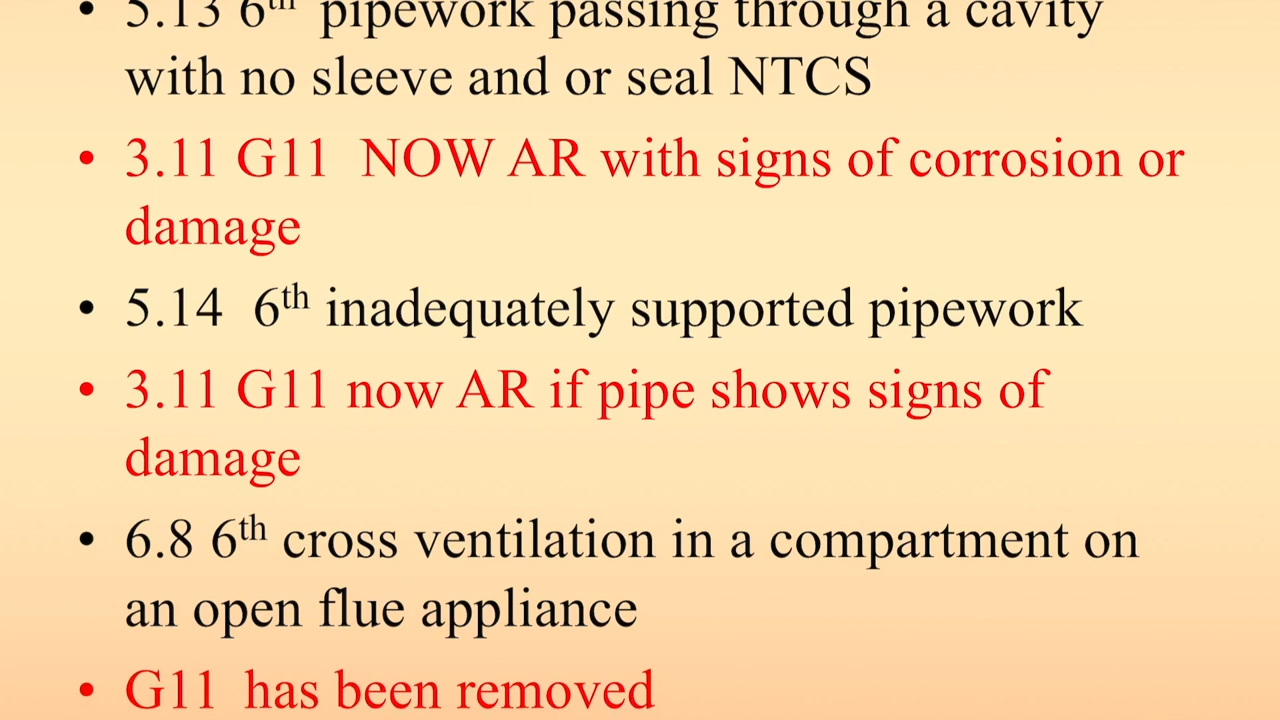 • 5.13 6th pipework passing through a cavity
with no sleeve and or seal NTCS
• 3.11 G11 NOW AR with signs of corrosion or
damage
• 5.14 6th inadequately supported pipework
• 3.11 G11 now AR if pipe shows signs of
damage
• 6.8 6th cross ventilation in a compartment on
an open flue appliance
• G11 has been removed